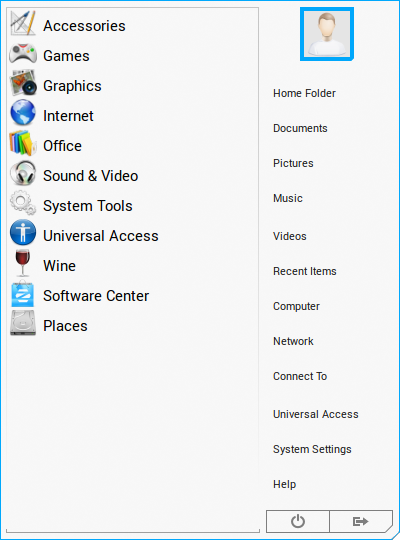 Accessories
Games
Graphics
Internet
Office
Sound & Video
System Tools
Universal Access
Wine
Software Center
Places
Home Folder
Documents
Pictures
Music
Videos
Recent Items
Computer
Network
Connect To
Universal Access
System Settings
Help